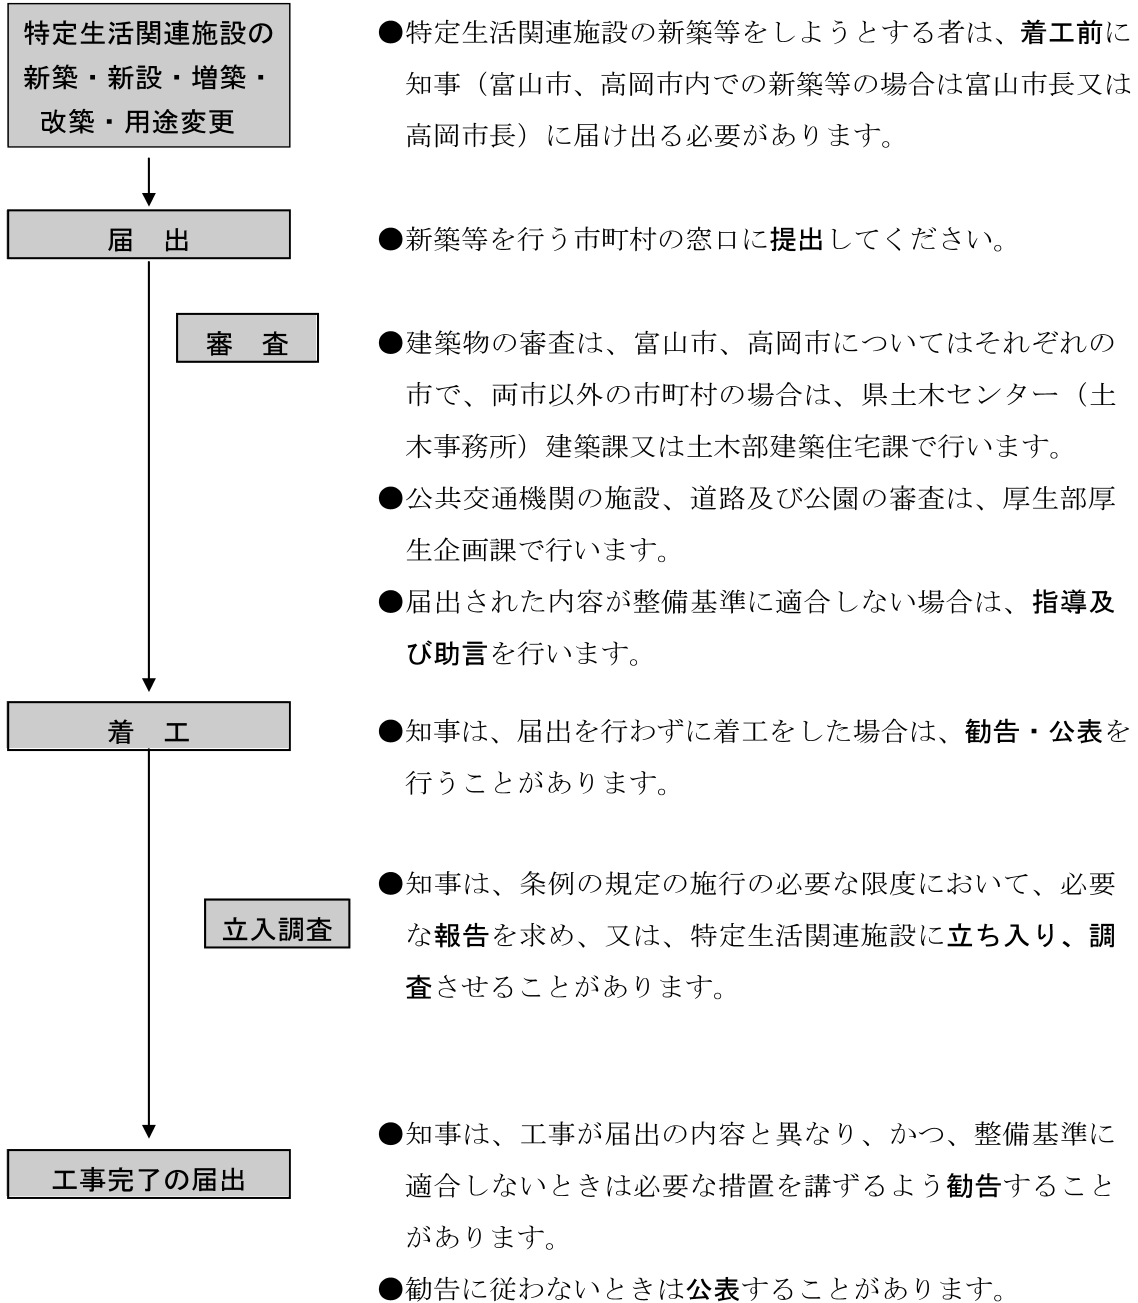 特定生活関連施設の
新築・新設・増築・
改築・用途変更
●特定生活関連施設の新築等をしようとする者は、着工前に
知事（富山市、高岡市内での新築等の場合は富山市長又は
高岡市長）に届け出る必要があります。
届　出
●新築等を行う市町村の窓口に提出してください。
審　査
●建築物の審査は、富山市、高岡市についてはそれぞれの
市で、両市以外の市町村の場合は、県土木センター（土
木事務所）建築課又は土木部建築住宅課で行います。
●公共交通機関の施設、道路及び公園の審査は、厚生部厚
生企画課で行います。
●届出された内容が整備基準に適合しない場合は、指導及
び助言を行います。
着　工
●知事は、届出を行わずに着工をした場合は、勧告・公表を
行うことがあります。
立入調査
●知事は、条例の規定の施行の必要な限度において、必要
な報告を求め、又は、特定生活関連施設に立ち入り、調
査させることがあります。
工事完了の届出
●知事は、工事が届出の内容と異なり、かつ、整備基準に
適合しないときは必要な措置を講ずるよう勧告すること
があります。
●勧告に従わないときは公表することがあります。